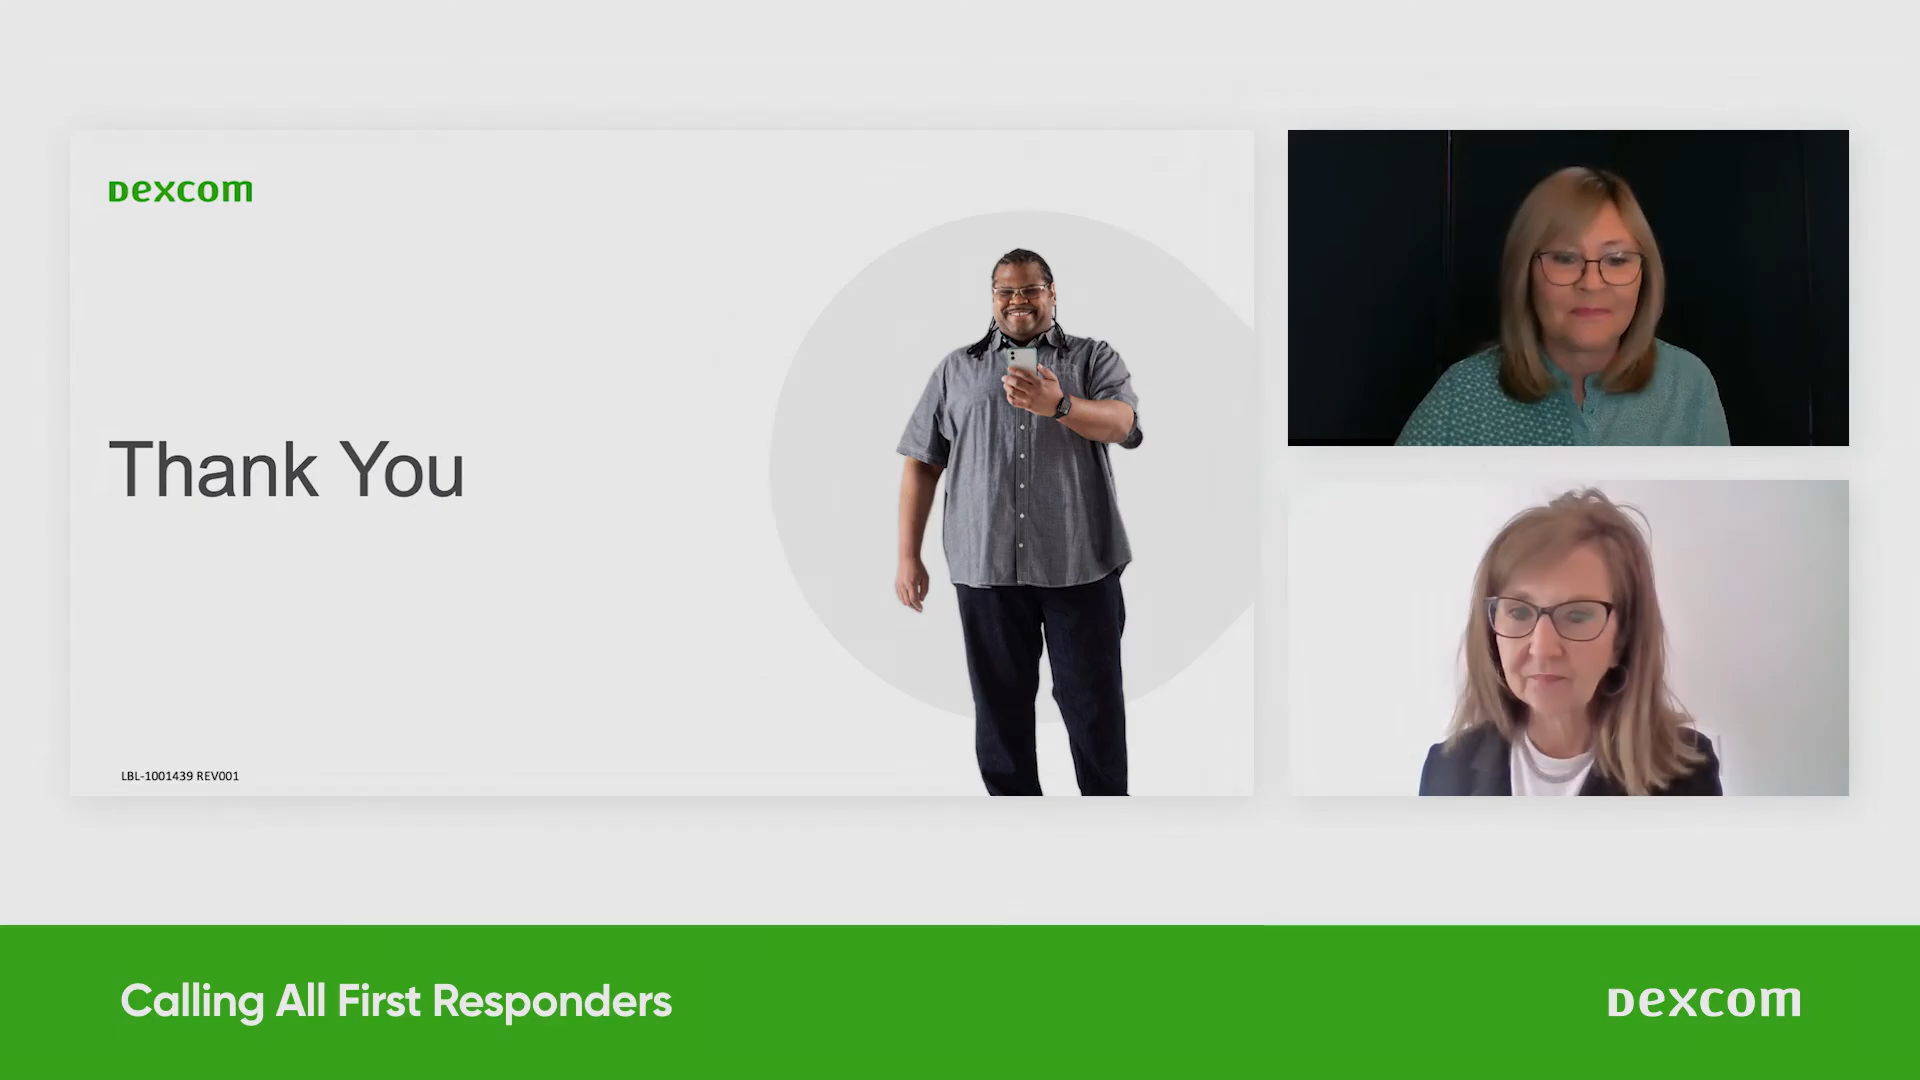 Dexcom
Thank You
LBL-1001439 REV001
Calling All First Responders
Dexcom